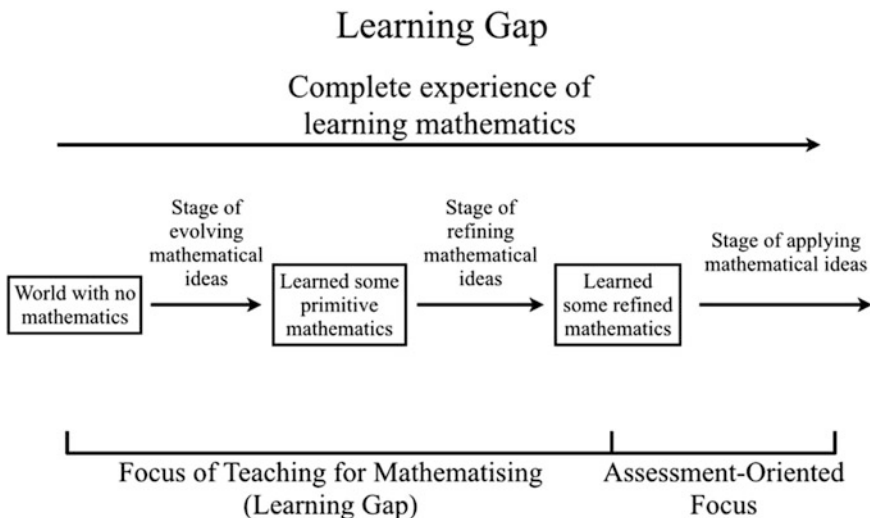 Learning Gap
Complete experience of
learning mathematics
Stage of
evolving
mathematical
ideas
Stage of
refining
mathematical
ideas
Stage of applying
mathematical ideas
World with no
mathematics
Learned some
primitive
mathematics
Learned
some refined
mathematics
Focus of Teaching for Mathematising
(Learning Gap)
Assessment-Oriented
Focus